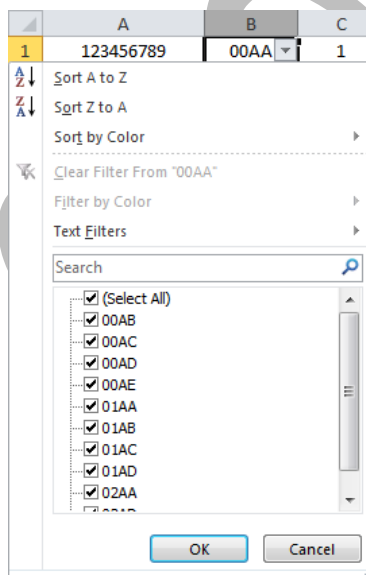 A B C
1 123456789 00AA 1
Sort A to Z
Sort Z to A
Sort by Color
Clear Filter From "00AA"
Filter by Color
Text Filters
Search
(Select All)
00AB
00AC
00AD
00AE
01AA
01AB
01AC
01AD
02AA
OK Cancel